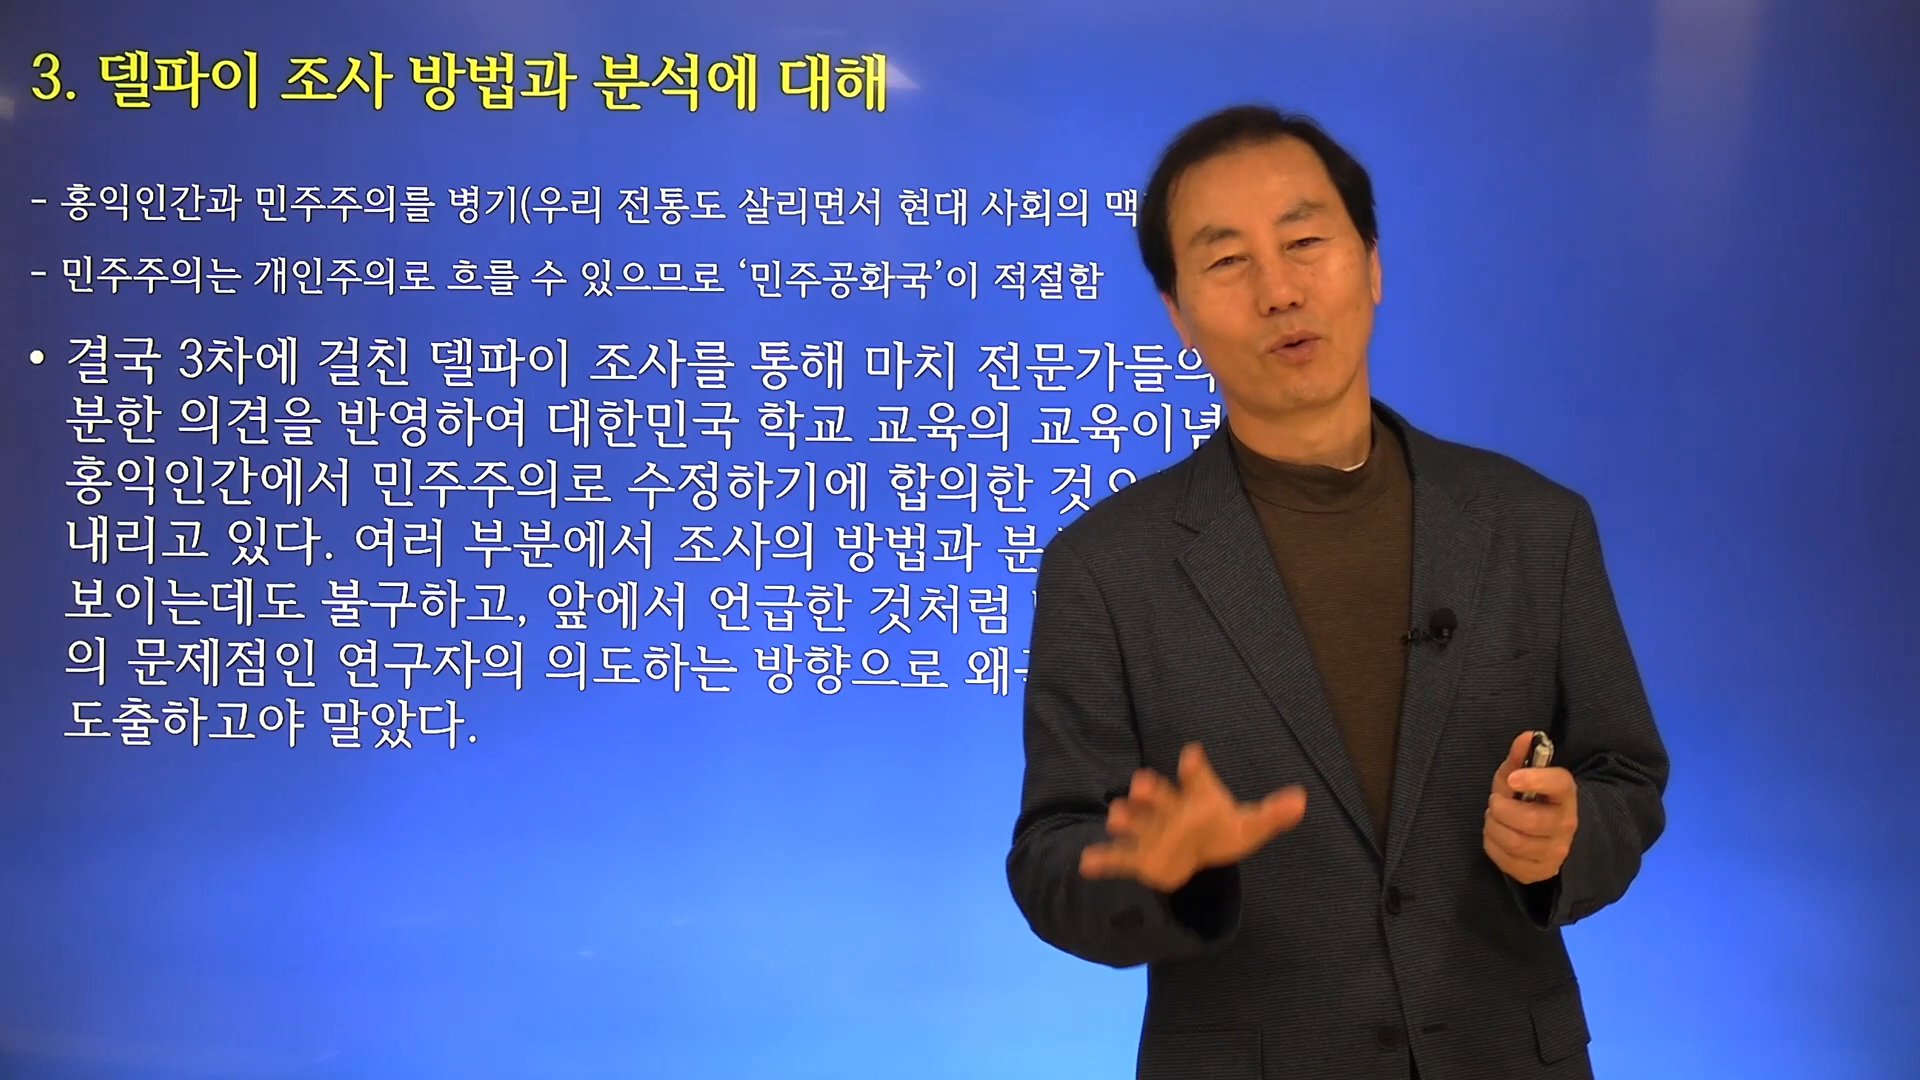 3. 델파이 조사 방법과 분석에 대해
- 홍익인간과 민주주의를 병기(우리 전통도 살리면서 현대 사회의
- 민주주의는 개인주의로 흐를 수 있으므로 ‘민주공화국’이 적절함
• 결국 3차에 걸친 델파이 조사를 통해 마치 전문가들의
분한 의견을 반영하여 대한민국 학교 교육의 교육이념
홍익인간에서 민주주의로 수정하기에 합의한 것
내리고 있다. 여러 부분에서 조사의 방법과
보이는데도 불구하고, 앞에서 언급한 것처럼
의 문제점인 연구자의 의도하는 방향으로
도출하고야 말았다.